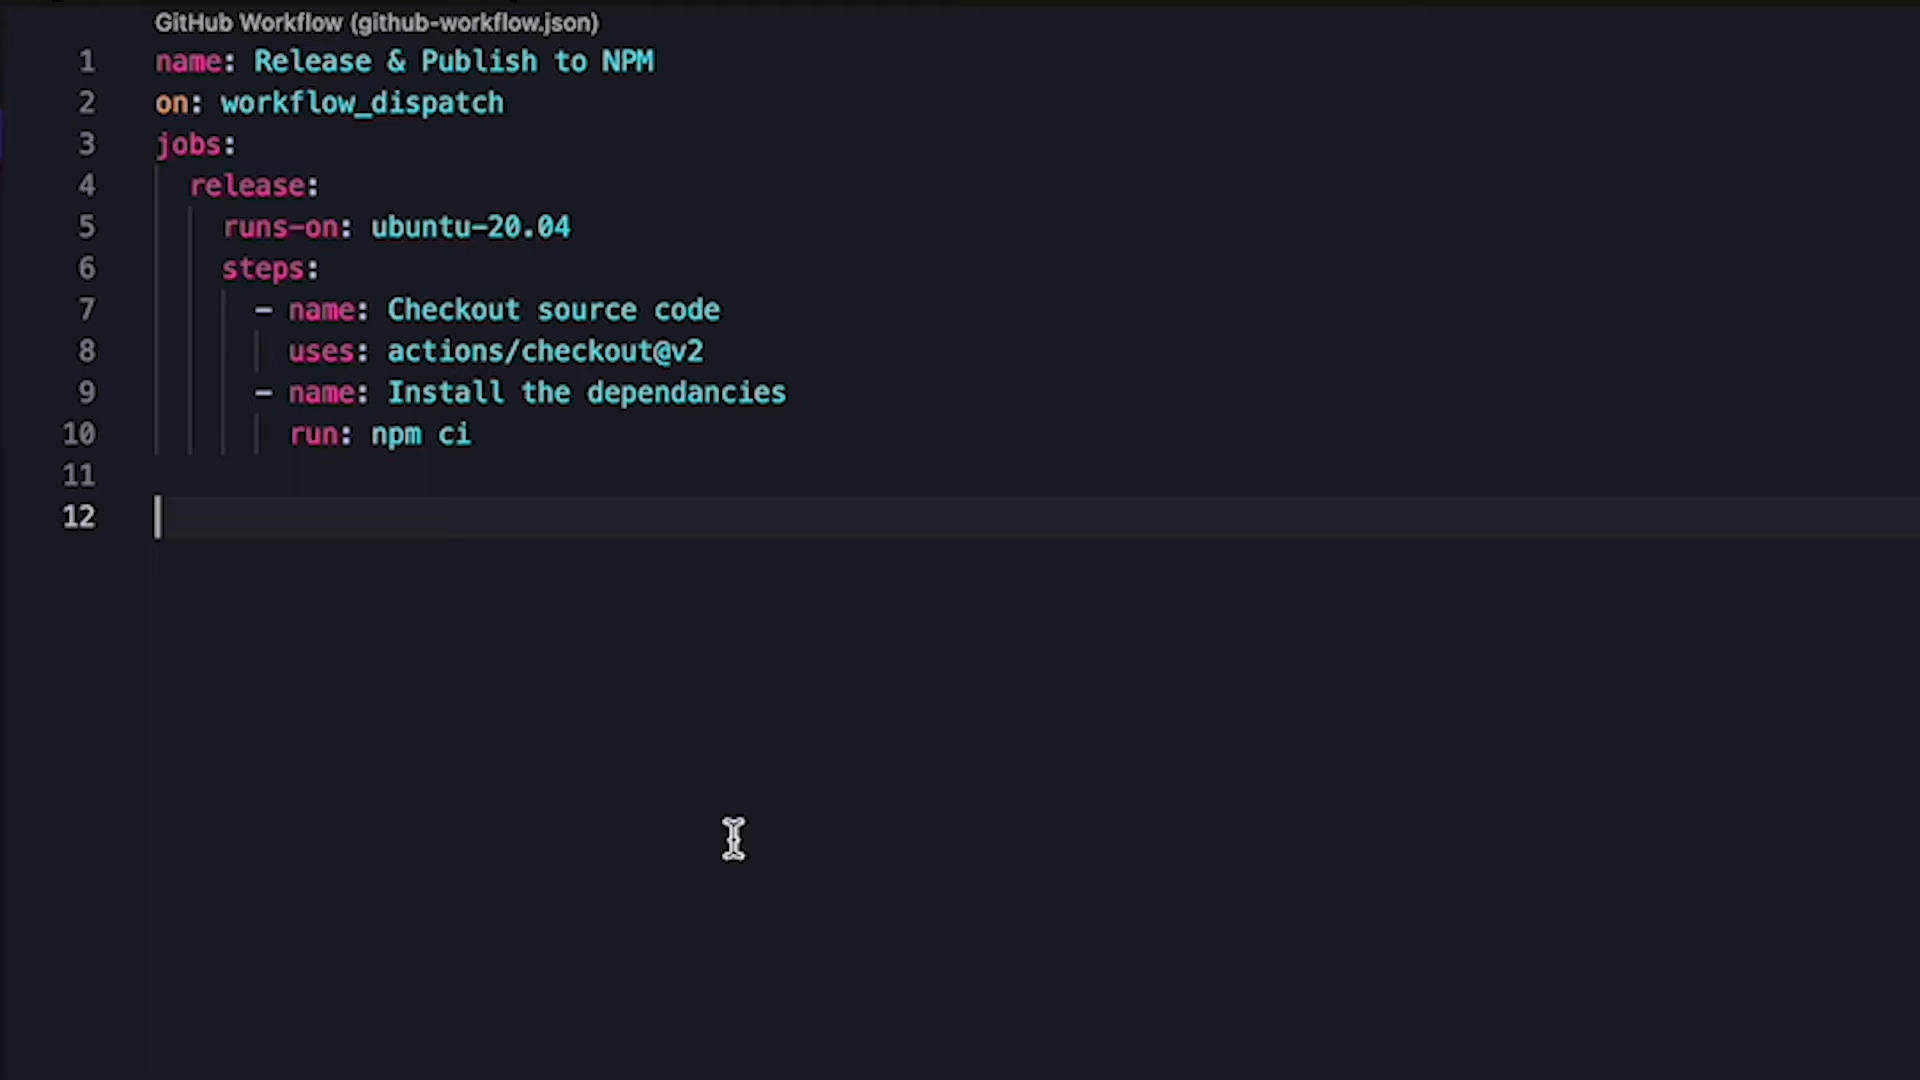 GitHub Workflow (github-workflow.json)
1 name: Release & Publish to NPM
2 on: workflow_dispatch
3 jobs:
4 release:
5 runs-on: ubuntu-20.04
6 steps:
7 - name: Checkout source code
8 uses: actions/checkout@v2
9 - name: Install the dependancies
10 run: npm ci
11
12